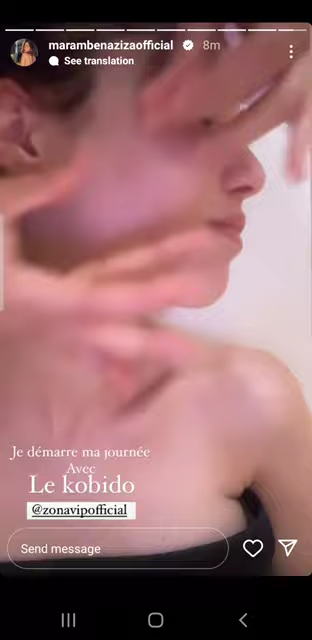 marambenazizaofficial 8m
See translation
Je démarre ma journée
Avec
Le kobido
@zonavipofficial
Send message